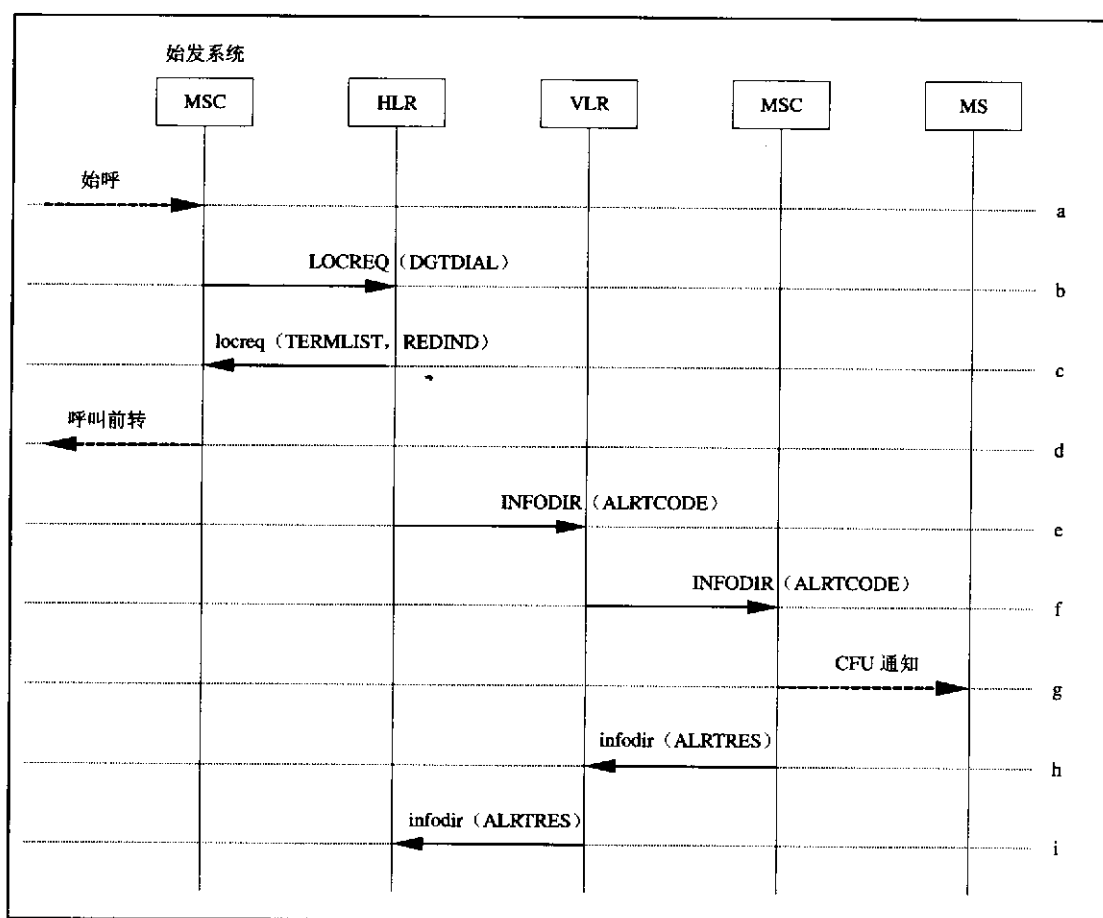 始发系统
MSC HLR VLR MSC MS
始呼
a
LOCREQ（DGTDIAL）
b
locreq（TERMLIST，REDIND）
c
呼叫前转
d
INFODIR（ALRTCODE）
e
INFODIR（ALRTCODE）
f
CFU 通知
g
infodir（ALRTRES）
h
infodir（ALRTRES）
i